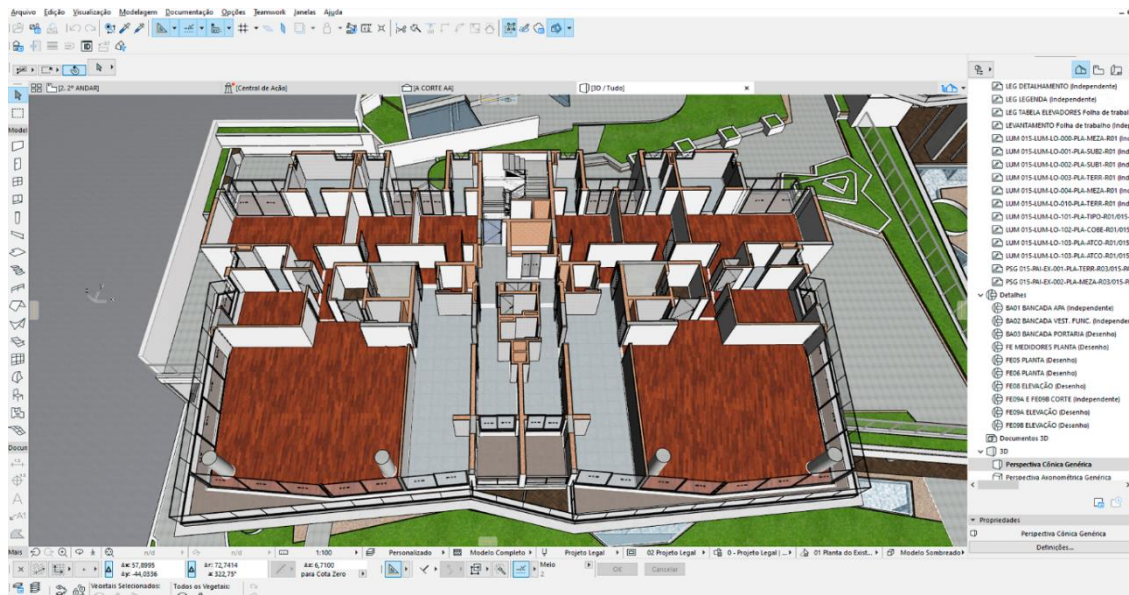 Arquivo Edição Visualização Modelagem Documentação Opções Teamwork Janelas Ajuda
[2. 2º ANDAR] [Central de Ação] [A CORTE AA] [3D / Tudo]
Model
Docun
LEG DETALHAMENTO (Independente)
LEG LEGENDA (Independente)
LEG TABELA ELEVADORES Folha de trabal
LEVANTAMENTO Folha de trabalho (Indep
LUM 015-LUM-LO-000-PLA-MEZA-R01 (Ind
LUM 015-LUM-LO-001-PLA-SUB2-R01 (Ind
LUM 015-LUM-LO-002-PLA-SUB1-R01 (Ind
LUM 015-LUM-LO-003-PLA-TERR-R01 (Ind
LUM 015-LUM-LO-004-PLA-MEZA-R01 (Ind
LUM 015-LUM-LO-010-PLA-TERR-R01 (Ind
LUM 015-LUM-LO-101-PLA-TIPO-R01/015-
LUM 015-LUM-LO-102-PLA-COBE-R01/015
LUM 015-LUM-LO-102-PLA-ATCO-R01/015
LUM 015-LUM-LO-103-PLA-ATCO-R01/015
PSG 015-PAI-EX-001-PLA-TERR-R03/015-PA
PSG 015-PAI-EX-002-PLA-MEZA-R03/015-P
Detalhes
BA01 BANCADA APA (Independente)
BA02 BANCADA VEST. FUNC. (Independe
BA03 BANCADA PORTARIA (Desenho)
FE MEDIDORES PLANTA (Desenho)
FE05 PLANTA (Desenho)
FE06 PLANTA (Desenho)
FE08 ELEVAÇÃO (Desenho)
FE09A E FE09B CORTE (Independente)
FE09A ELEVAÇÃO (Desenho)
FE09B ELEVAÇÃO (Desenho)
Documentos 3D
3D
Perspectiva Cônica Genérica
Perspectiva Axonométrica Genérica
Propriedades
Perspectiva Cônica Genérica
Definições...
Mais n/d n/d 1:100 Personalizado Modelo Completo Projeto Legal 02 Projeto Legal 0 - Projeto Legal | ... 01 Planta do Exist... Modelo Sombreado
Δx: 57,8995 Δr: 72,7414 Δz: 6,7100 Meio OK Cancelar
Δy: -44,0336 322,75° para Cota Zero 2
Vegetais Selecionados: Todos os Vegetais: